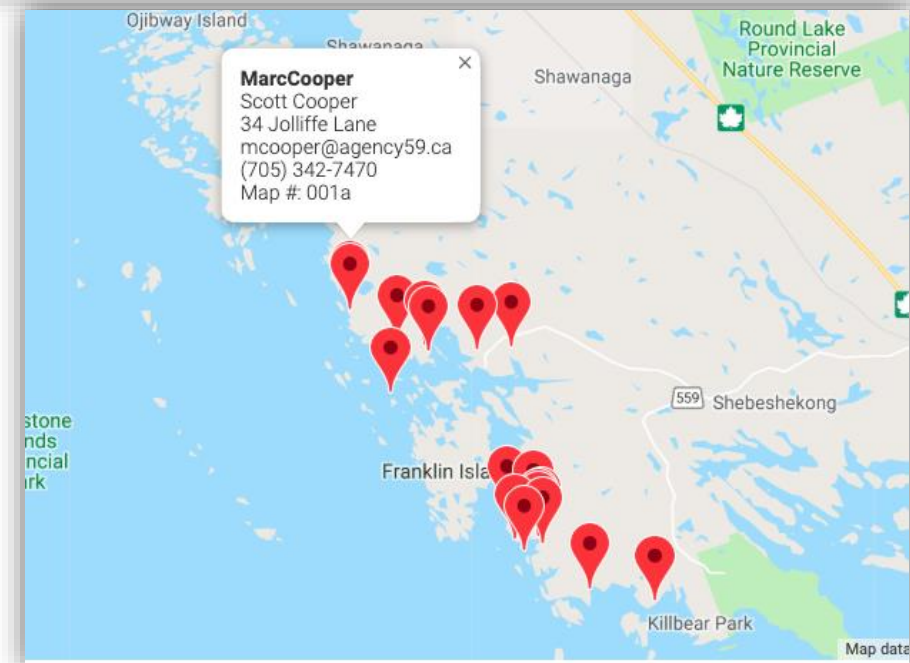 Ojibway Island
Shawanaga
Round Lake
Provincial
Nature Reserve
Shawanaga
MarcCooper
Scott Cooper
34 Jolliffe Lane
mcooper@agency59.ca
(705) 342-7470
Map #: 001a
559
Shebeshekong
stone
nds
ncial
rk
Franklin Isla
Killbear Park
Map data